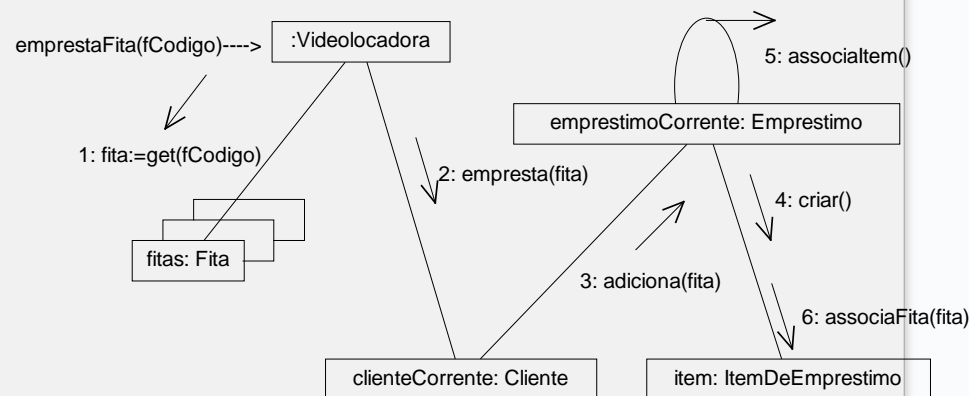 emprestaFita(fCodigo)---->
:Videolocadora
5: associaItem()
emprestimoCorrente: Emprestimo
1: fita:=get(fCodigo)
2: empresta(fita)
4: criar()
fitas: Fita
3: adiciona(fita)
6: associaFita(fita)
clienteCorrente: Cliente
item: ItemDeEmprestimo